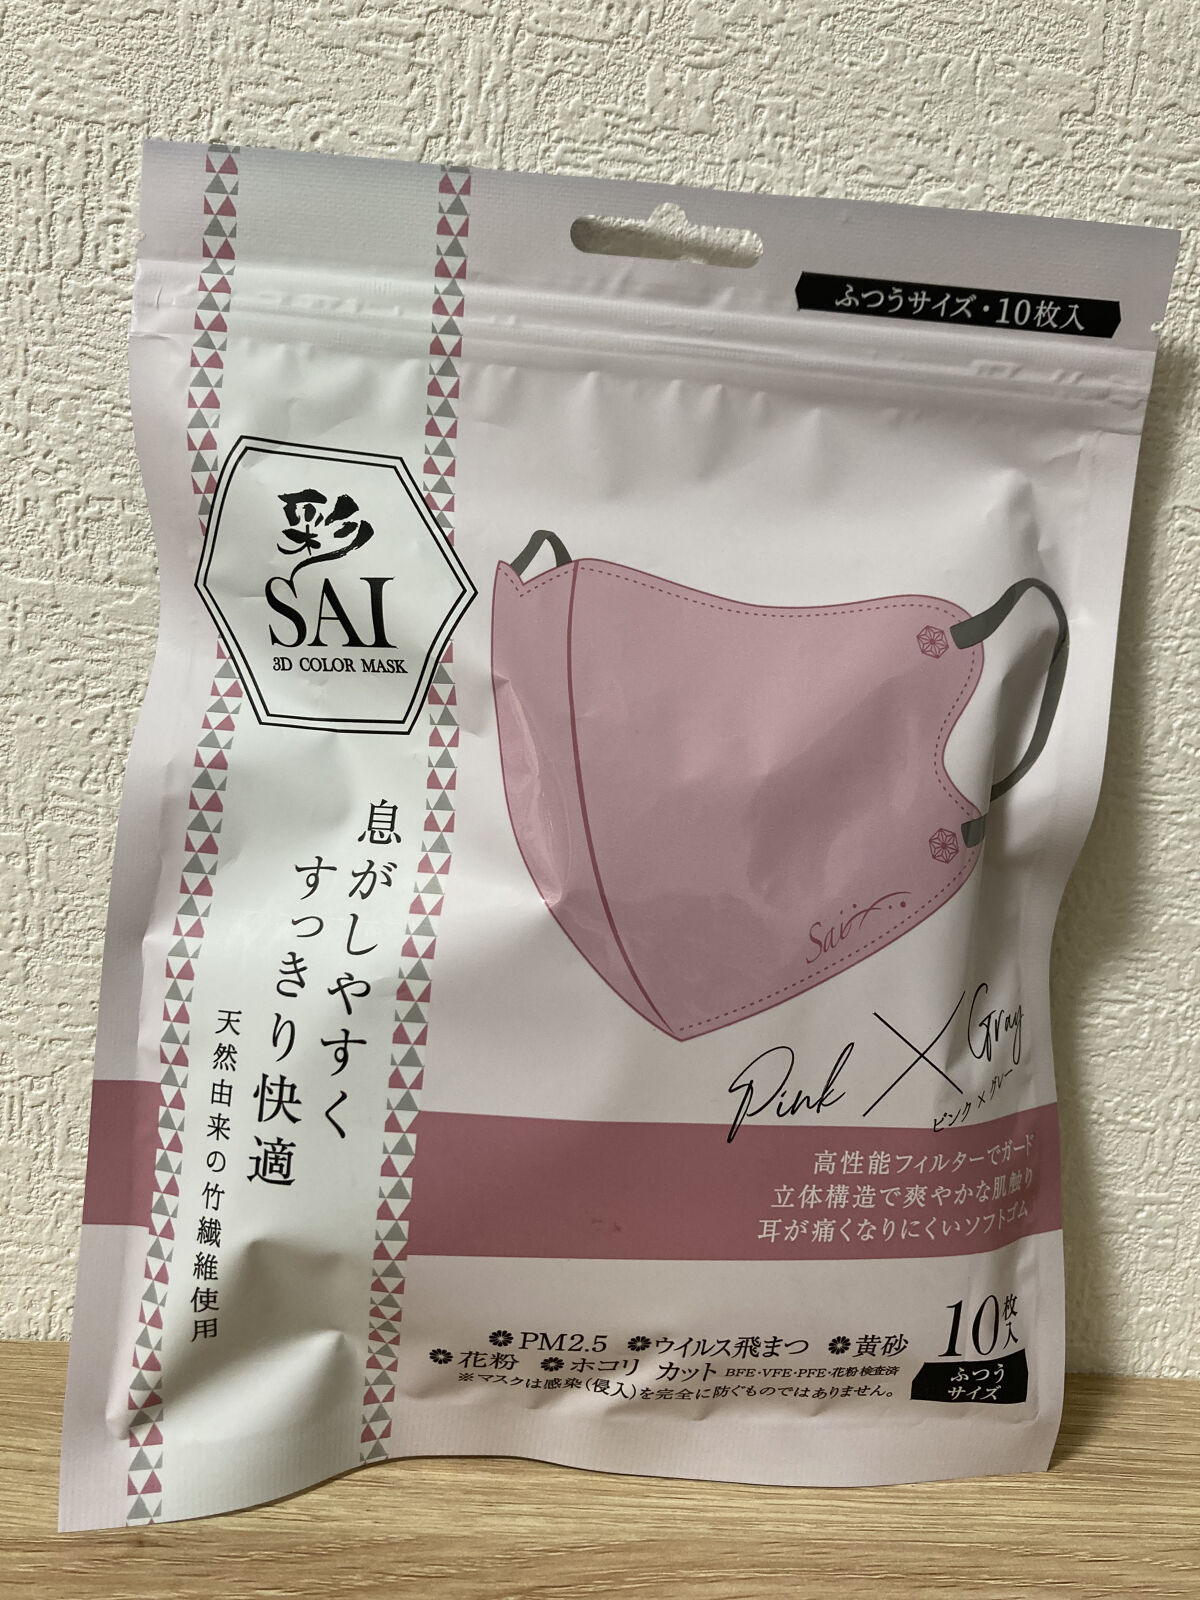 ふつうサイズ・10枚入
彩
SAI
3D COLOR MASK
息がしやすく
すっきり快適
天然由来の竹繊維使用
Sai
Pink × Gray
ピンク×グレー
高性能フィルターでガード
立体構造で爽やかな肌触り
耳が痛くなりにくいソフトゴム
PM2.5 ウイルス飛まつ 黄砂
花粉 ホコリ カット BFE・VFE・PFE・花粉 検査済
※マスクは感染(侵入)を完全に防ぐものではありません。
10枚入
ふつう
サイズ